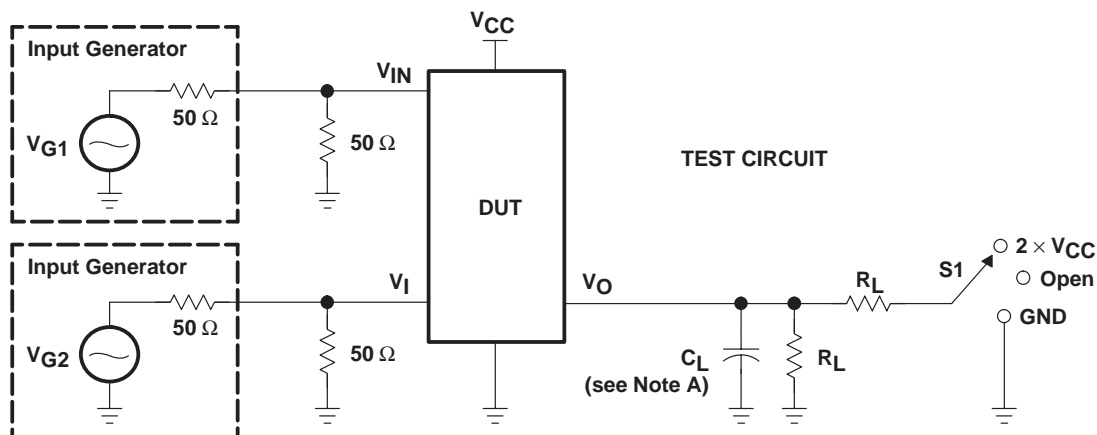 V_CC
Input Generator
V_IN
50 Ω
V_G1
50 Ω
TEST CIRCUIT
DUT
Input Generator
2 × V_CC
S1
Open
V_I
V_O
R_L
50 Ω
GND
V_G2
50 Ω
C_L
(see Note A)
R_L